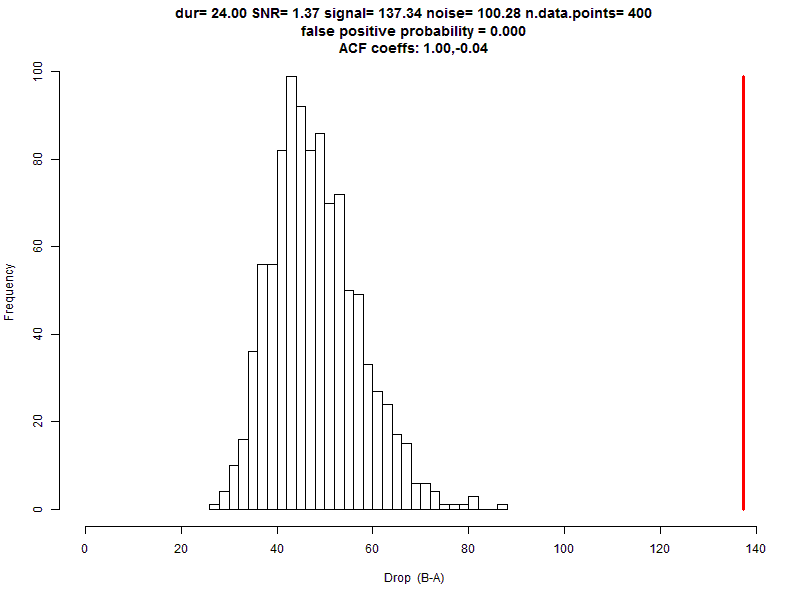 dur= 24.00 SNR= 1.37 signal= 137.34 noise= 100.28 n.data.points= 400
false positive probability = 0.000
ACF coeffs: 1.00,-0.04
100
80
60
40
20
0
Frequency
0 20 40 60 80 100 120 140
Drop (B-A)